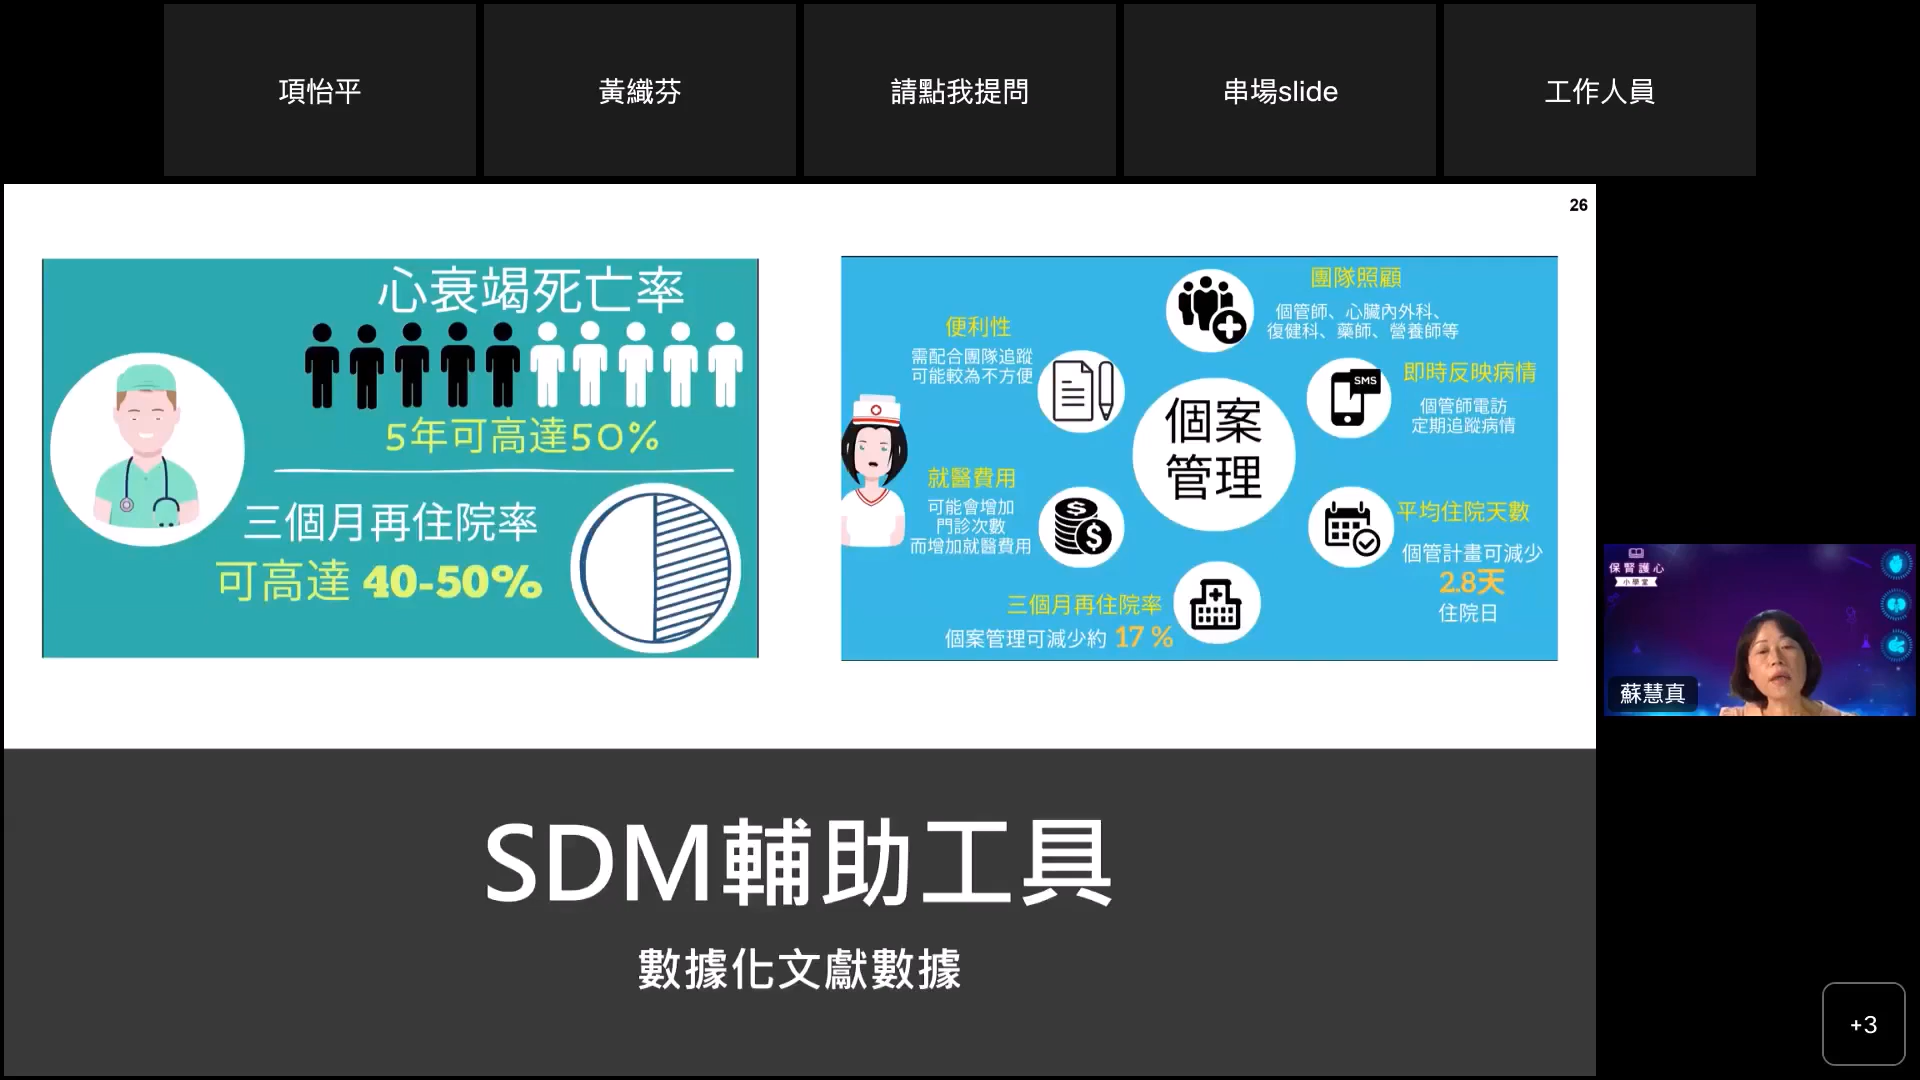 項怡平
黃織芬
請點我提問
串場slide
工作人員
26
心衰竭死亡率
5年可高達50%
三個月再住院率
可高達 40-50%
團隊照顧
個管師、心臟內外科、
復健科、藥師、營養師等
便利性
需配合團隊追蹤
可能較為不方便
SMS
即時反映病情
個管師電訪
定期追蹤病情
個案
管理
就醫費用
可能會增加
門診次數
而增加就醫費用
平均住院天數
個管計畫可減少
2.8天
住院日
三個月再住院率
個案管理可減少約 17 %
SDM輔助工具
數據化文獻數據
保腎護心
小學堂
蘇慧真
+3